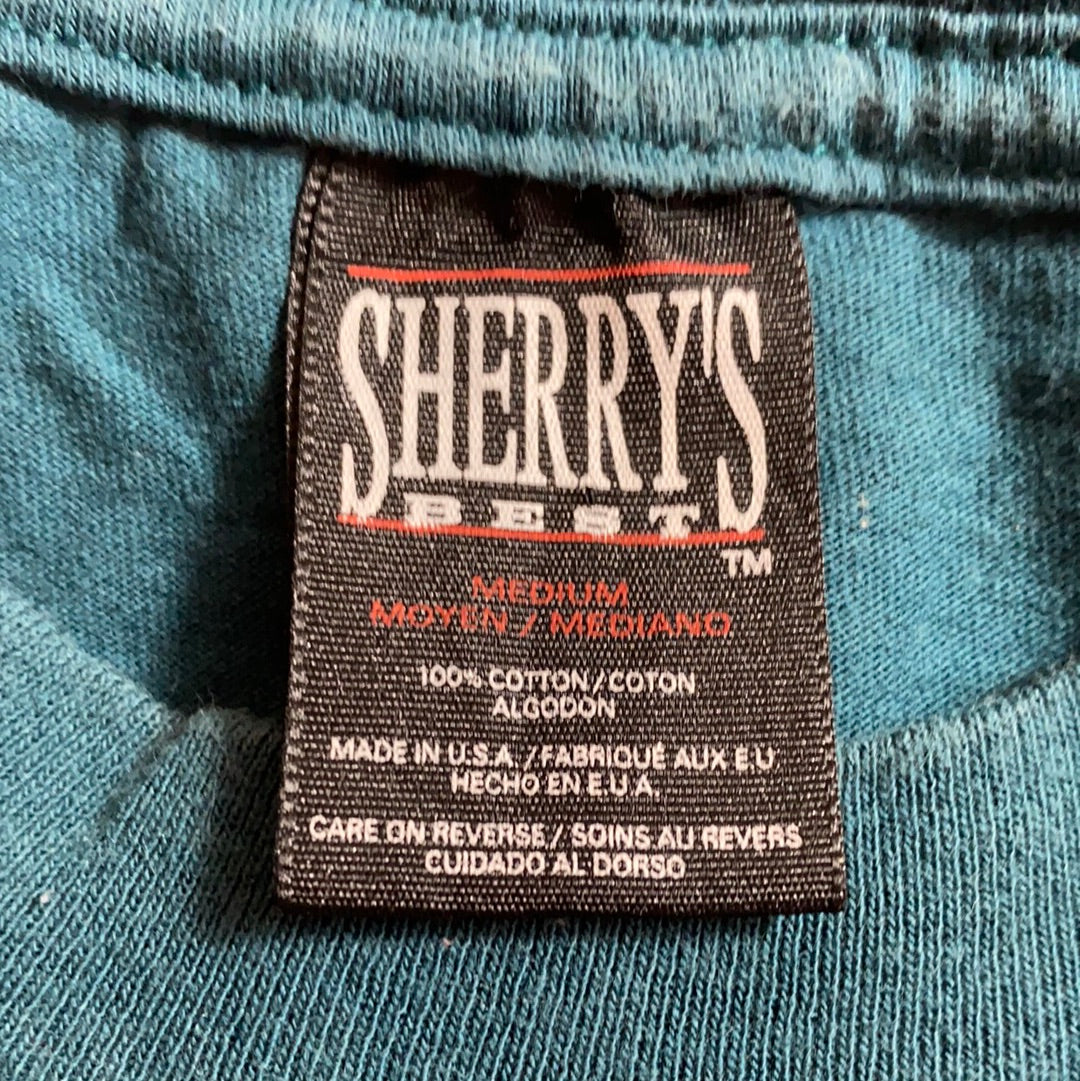 SHERRY'S
BEST
TM
MEDIUM
MOYEN / MEDIANO
100% COTTON/COTON
ALGODON
MADE IN U.S.A. / FABRIQUÉ AUX E.U
HECHO EN E.U.A.
CARE ON REVERSE / SOINS AU REVERS
CUIDADO AL DORSO